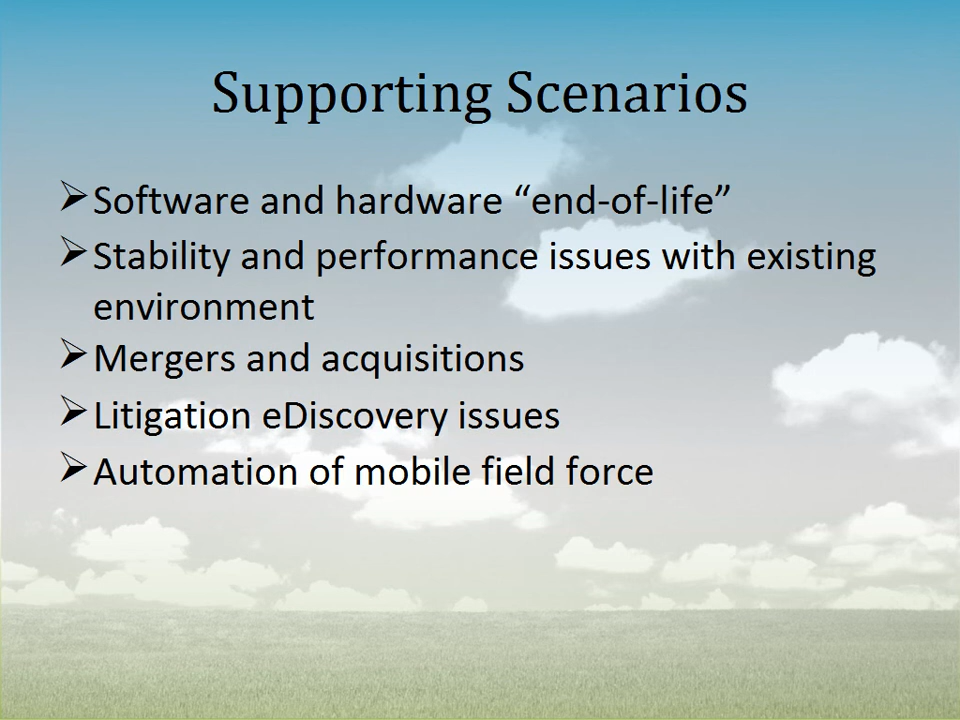 Supporting Scenarios
➢Software and hardware “end-of-life”
➢Stability and performance issues with existing
environment
➢Mergers and acquisitions
➢Litigation eDiscovery issues
➢Automation of mobile field force